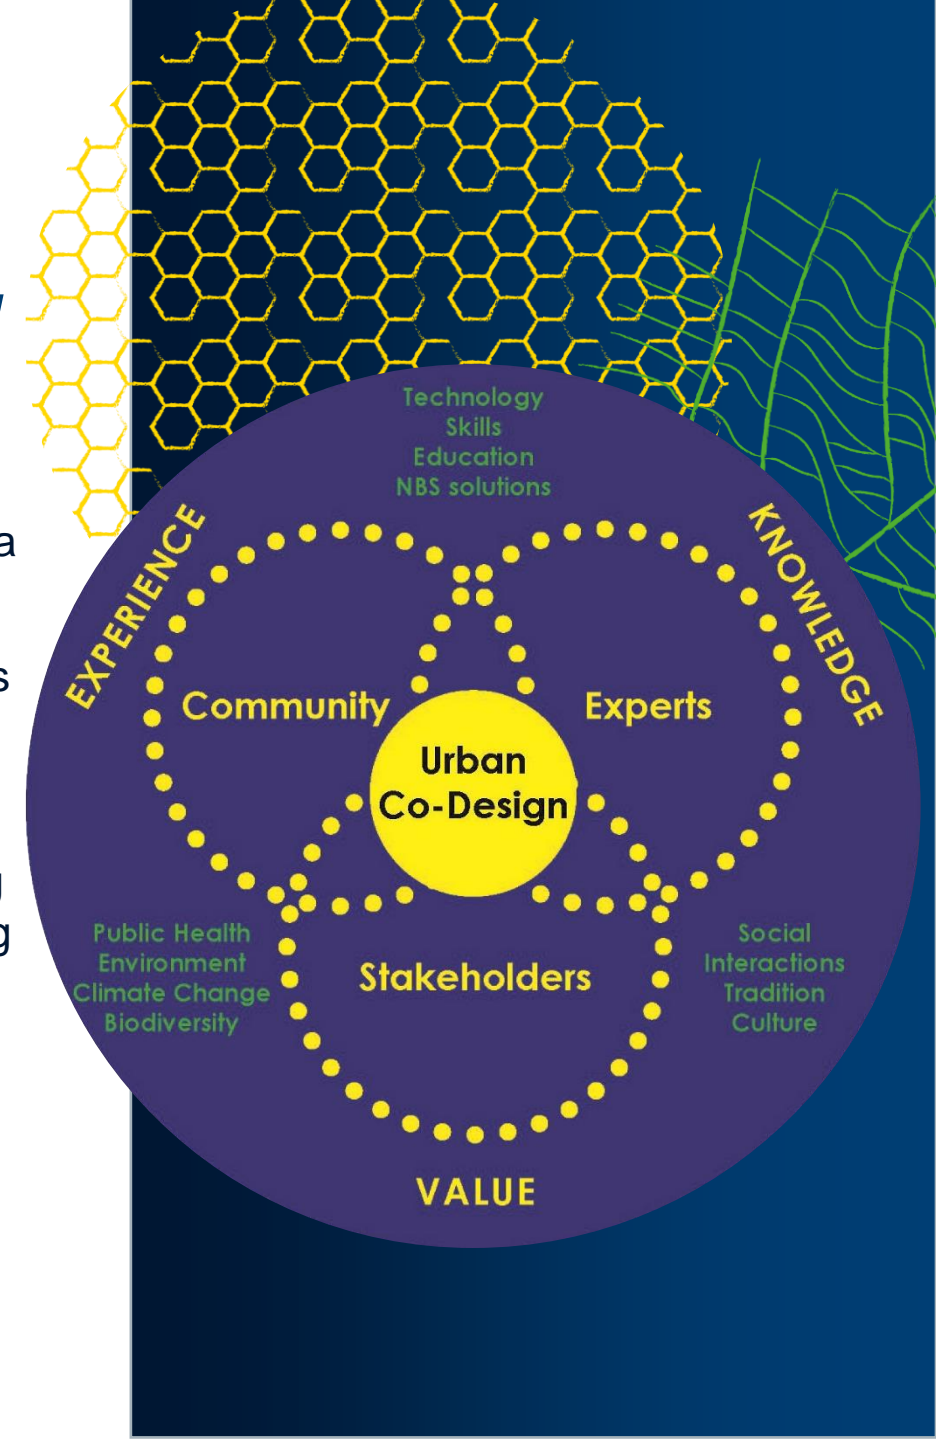 Technology
Skills
Education
NBS solutions
EXPERIENCE
KNOWLEDGE
Community
Experts
Urban
Co-Design
Public Health
Environment
Climate Change
Biodiversity
Stakeholders
Social
Interactions
Tradition
Culture
VALUE